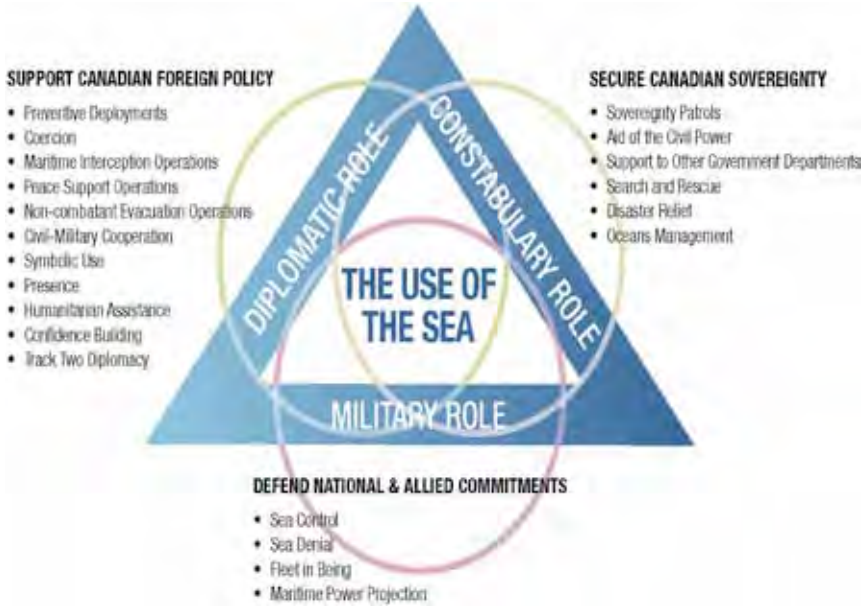 SUPPORT CANADIAN FOREIGN POLICY
• Preventive Deployments
• Coercion
• Maritime Interception Operations
• Peace Support Operations
• Non-combatant Evacuation Operations
• Civil-Military Cooperation
• Symbolic Use
• Presence
• Humanitarian Assistance
• Confidence Building
• Track Two Diplomacy
SECURE CANADIAN SOVEREIGNTY
• Sovereignty Patrols
• Aid of the Civil Power
• Support to Other Government Departments
• Search and Rescue
• Disaster Relief
• Oceans Management
DIPLOMATIC ROLE
CONSTABULARY ROLE
THE USE OF
THE SEA
MILITARY ROLE
DEFEND NATIONAL & ALLIED COMMITMENTS
• Sea Control
• Sea Denial
• Fleet in Being
• Maritime Power Projection